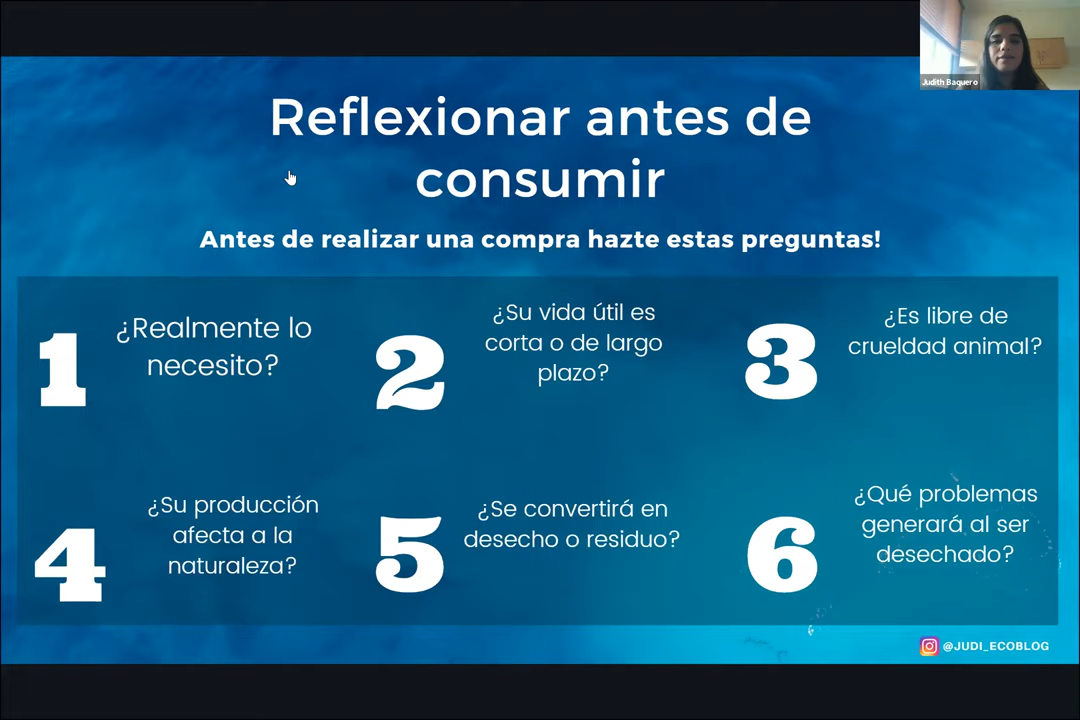 Judith Baquero
Reflexionar antes de
consumir
Antes de realizar una compra hazte estas preguntas!
1
¿Realmente lo
necesito?
2
¿Su vida útil es
corta o de largo
plazo?
3
¿Es libre de
crueldad animal?
4
¿Su producción
afecta a la
naturaleza?
5
¿Se convertirá en
desecho o residuo?
6
¿Qué problemas
generará al ser
desechado?
@JUDI_ECOBLOG